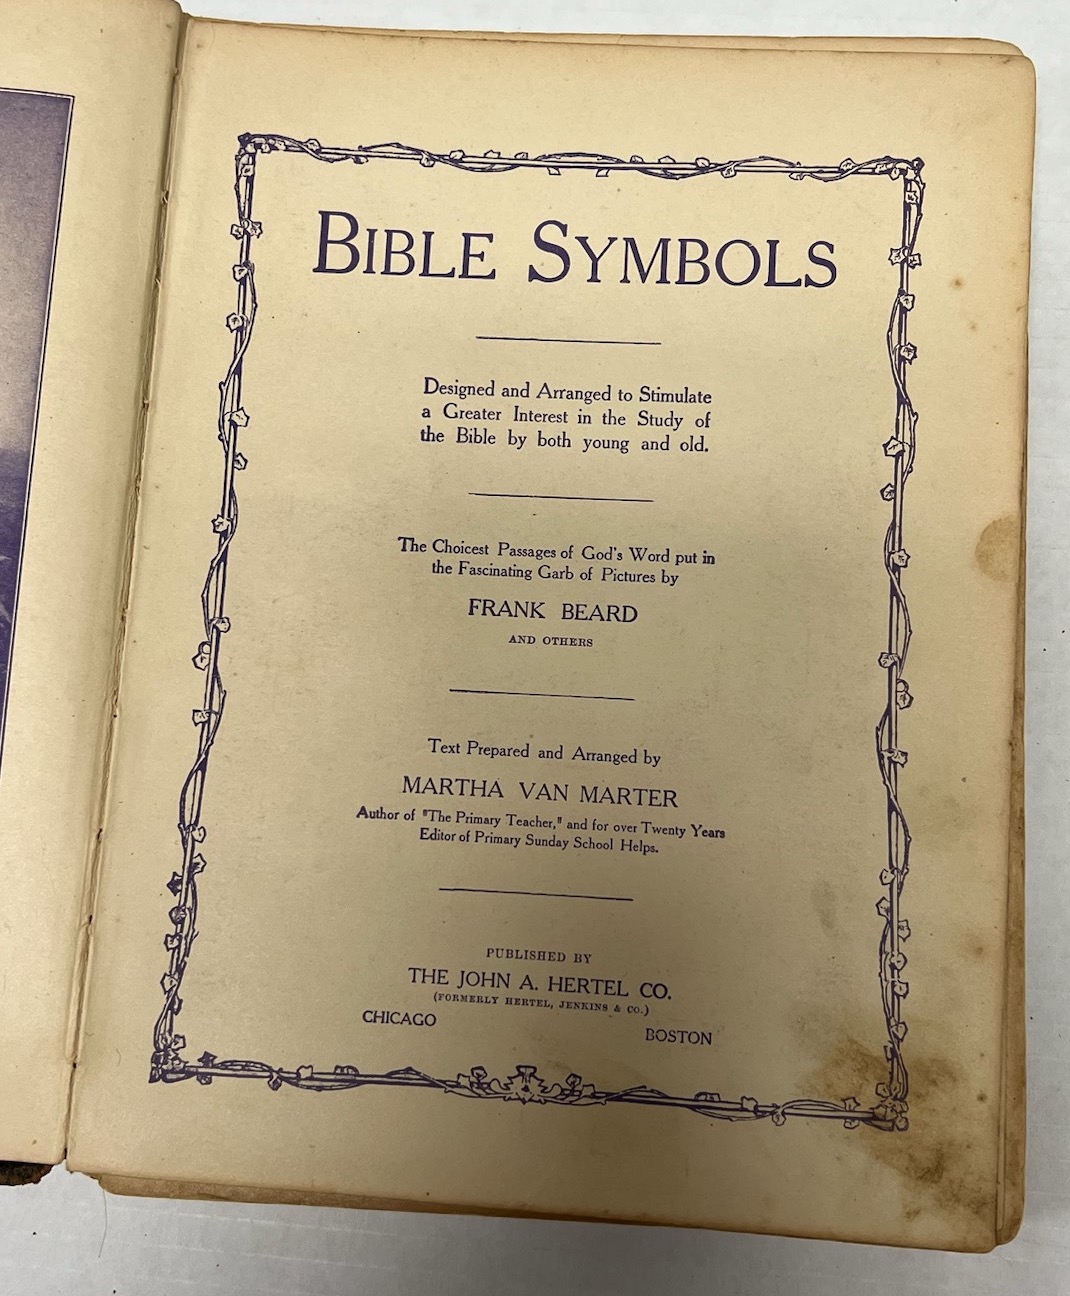 BIBLE SYMBOLS
Designed and Arranged to Stimulate
a Greater Interest in the Study of
the Bible by both young and old.
The Choicest Passages of God's Word put in
the Fascinating Garb of Pictures by
FRANK BEARD
AND OTHERS
Text Prepared and Arranged by
MARTHA VAN MARTER
Author of "The Primary Teacher," and for over Twenty Years
Editor of Primary Sunday School Helps.
PUBLISHED BY
THE JOHN A. HERTEL CO.
(FORMERLY HERTEL, JENKINS & CO.)
CHICAGO BOSTON